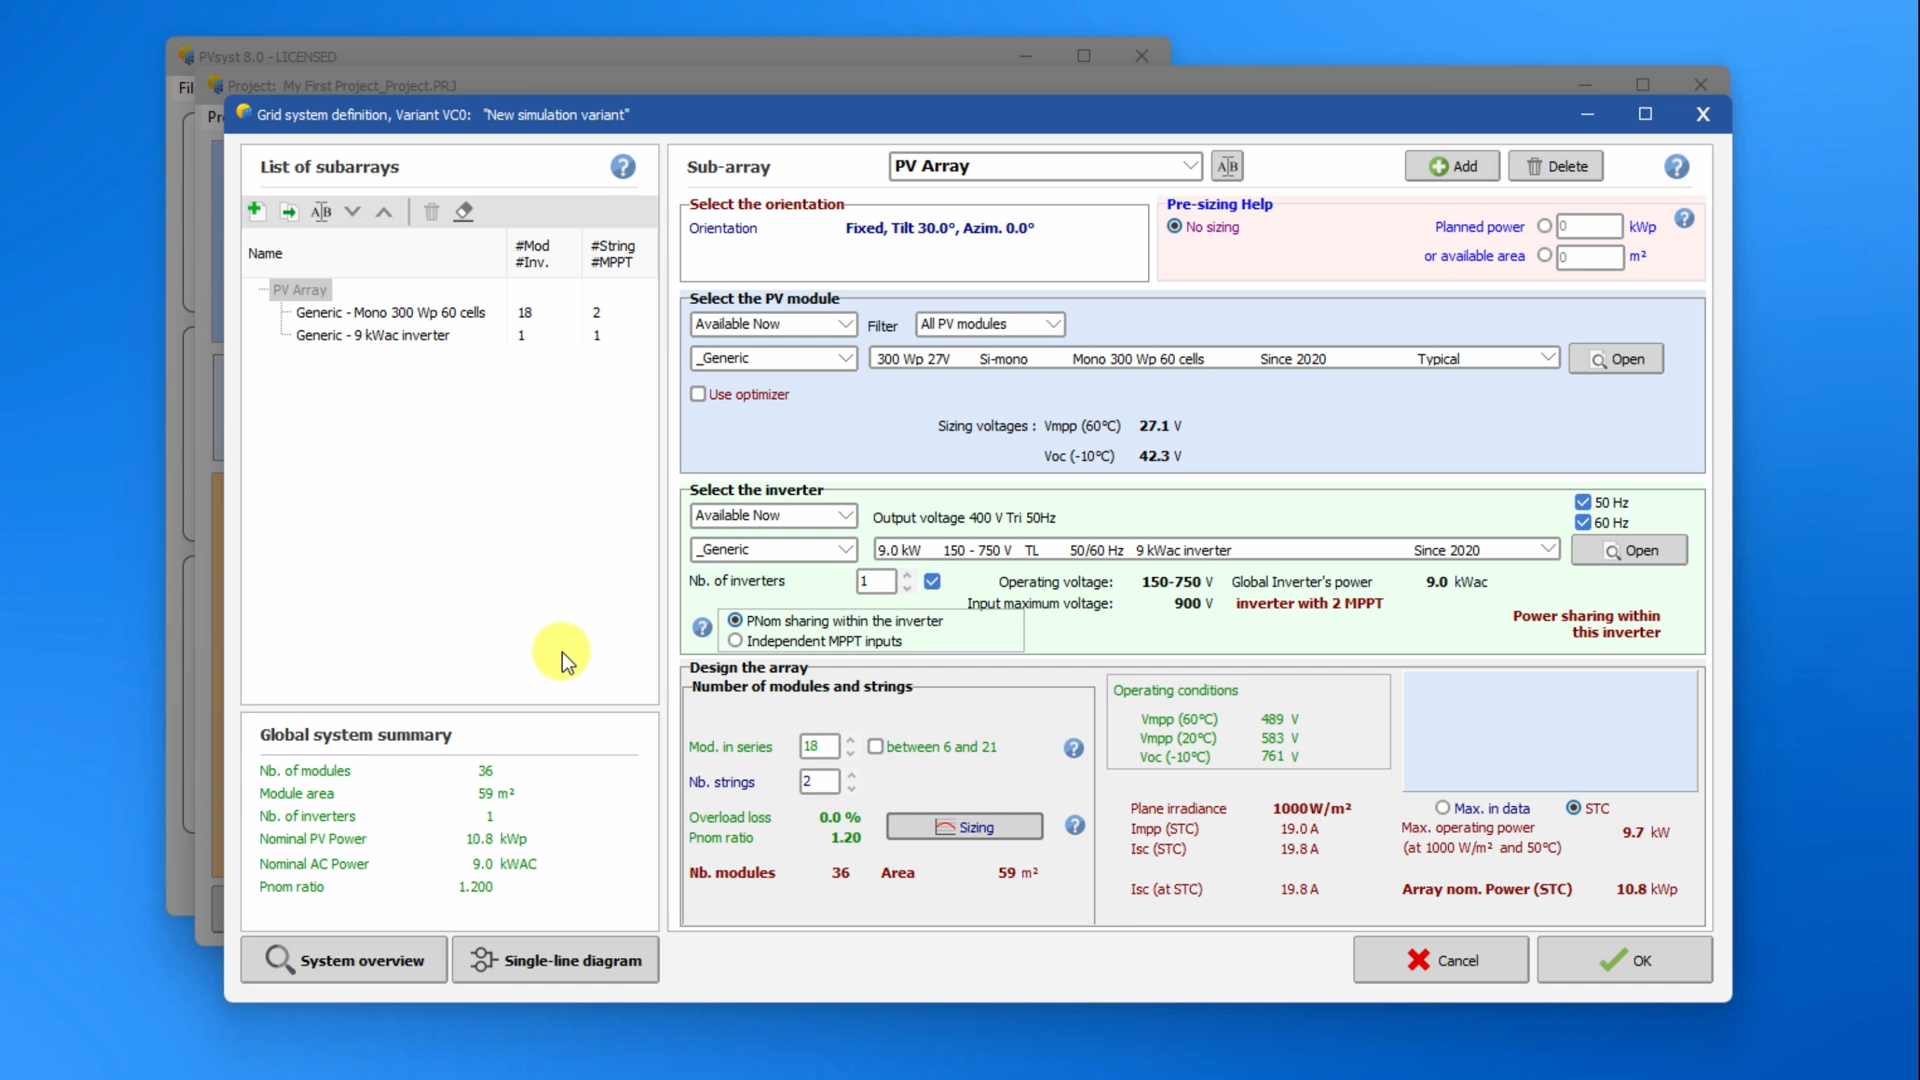 PVsyst 8.0 - LICENSED
Fil
Project: My First Project_Project.PRJ
Pr
Grid system definition, Variant VC0: "New simulation variant"
List of subarrays
Name
#Mod #Inv.
#String #MPPT
PV Array
Generic - Mono 300 Wp 60 cells 18 2
Generic - 9 kWac inverter 1 1
Global system summary
Nb. of modules 36
Module area 59 m²
Nb. of inverters 1
Nominal PV Power 10.8 kWp
Nominal AC Power 9.0 kWAC
Pnom ratio 1.200
System overview
Single-line diagram
Sub-array
PV Array
A|B
Add
Delete
Select the orientation
Orientation Fixed, Tilt 30.0°, Azim. 0.0°
Pre-sizing Help
No sizing
Planned power 0 kWp
or available area 0 m²
Select the PV module
Available Now Filter All PV modules
_Generic 300 Wp 27V Si-mono Mono 300 Wp 60 cells Since 2020 Typical Open
Use optimizer
Sizing voltages : Vmpp (60°C) 27.1 V
Voc (-10°C) 42.3 V
Select the inverter
Available Now Output voltage 400 V Tri 50Hz
50 Hz
60 Hz
_Generic 9.0 kW 150 - 750 V TL 50/60 Hz 9 kWac inverter Since 2020 Open
Nb. of inverters 1 Operating voltage: 150-750 V Global Inverter's power 9.0 kWac
Input maximum voltage: 900 V inverter with 2 MPPT
PNom sharing within the inverter
Independent MPPT inputs
Power sharing within
this inverter
Design the array
Number of modules and strings
Mod. in series 18 between 6 and 21
Nb. strings 2
Overload loss 0.0 %
Pnom ratio 1.20
Sizing
Nb. modules 36 Area 59 m²
Operating conditions
Vmpp (60°C) 489 V
Vmpp (20°C) 583 V
Voc (-10°C) 761 V
Plane irradiance 1000 W/m²
Impp (STC) 19.0 A
Isc (STC) 19.8 A
Isc (at STC) 19.8 A
Max. in data STC
Max. operating power 9.7 kW
(at 1000 W/m² and 50°C)
Array nom. Power (STC) 10.8 kWp
Cancel
OK